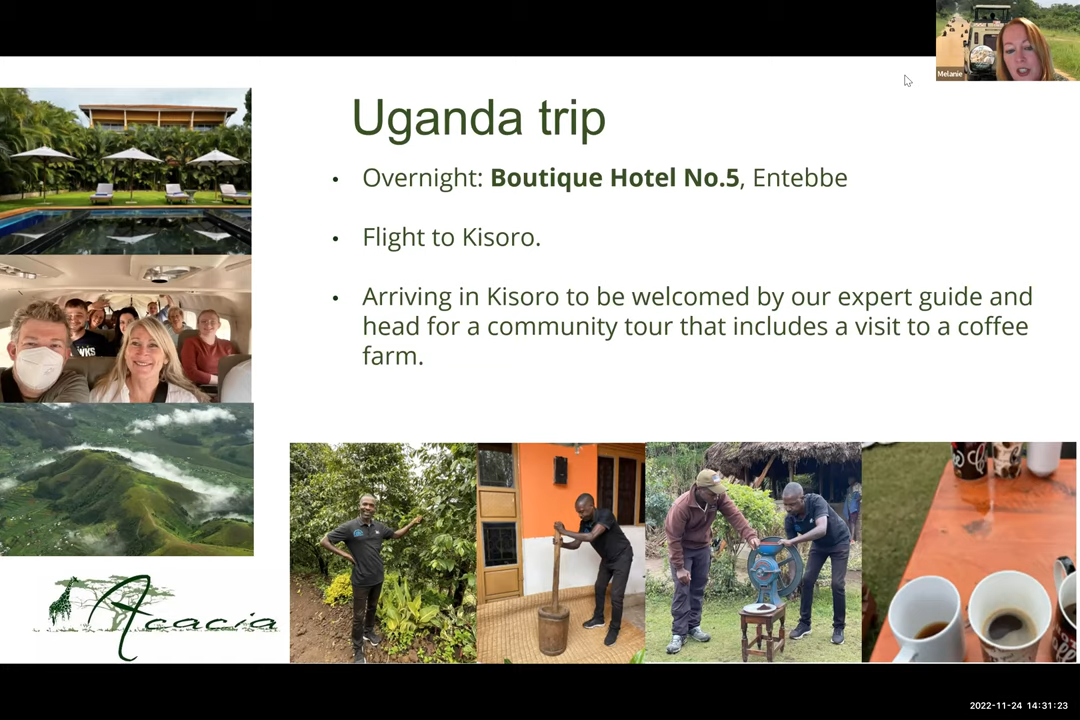 Melanie
Uganda trip
• Overnight: Boutique Hotel No.5, Entebbe
• Flight to Kisoro.
• Arriving in Kisoro to be welcomed by our expert guide and
head for a community tour that includes a visit to a coffee
farm.
Acacia
2022-11-24 14:31:23